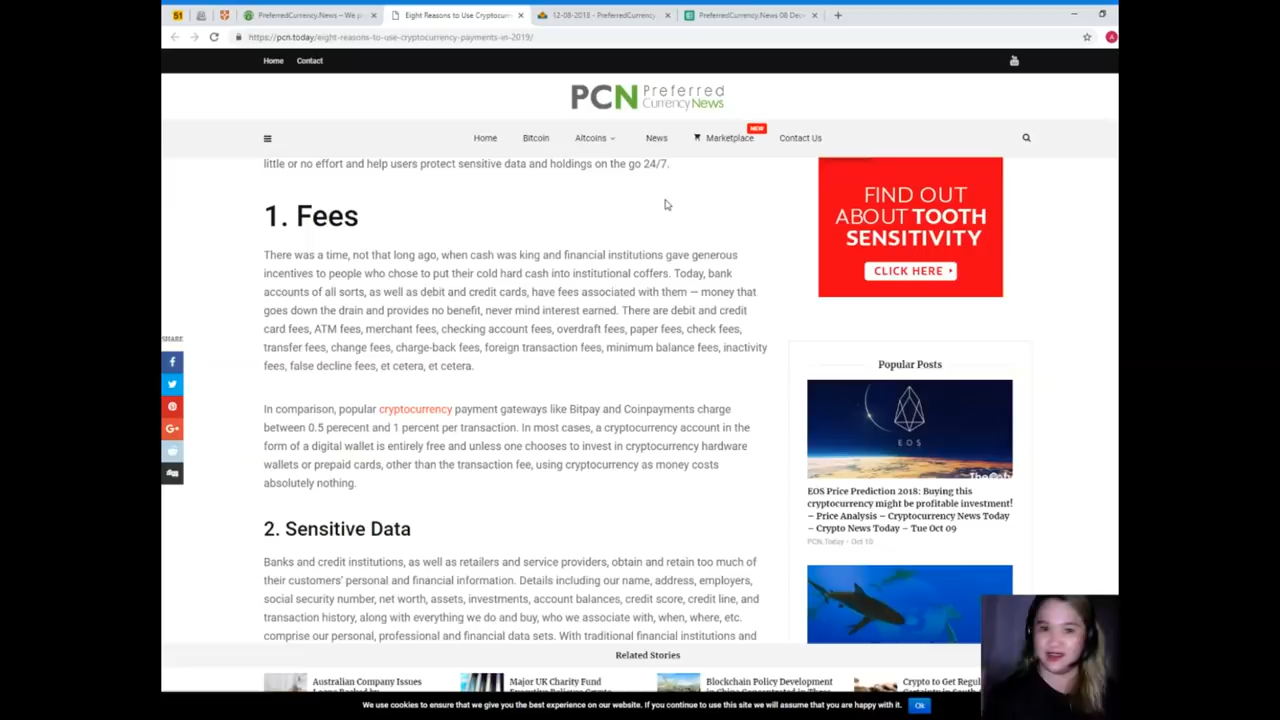 51
PreferredCurrency.News – We p
Eight Reasons to Use Cryptocurr
12-08-2018 - PreferredCurrency
PreferredCurrency.News 08 Dec
https://pcn.today/eight-reasons-to-use-cryptocurrency-payments-in-2019/
A
Home Contact
PCN Preferred Currency News
Home Bitcoin Altcoins News Marketplace NEW Contact Us
little or no effort and help users protect sensitive data and holdings on the go 24/7.
1. Fees
There was a time, not that long ago, when cash was king and financial institutions gave generous
incentives to people who chose to put their cold hard cash into institutional coffers. Today, bank
accounts of all sorts, as well as debit and credit cards, have fees associated with them — money that
goes down the drain and provides no benefit, never mind interest earned. There are debit and credit
card fees, ATM fees, merchant fees, checking account fees, overdraft fees, paper fees, check fees,
transfer fees, change fees, charge-back fees, foreign transaction fees, minimum balance fees, inactivity
fees, false decline fees, et cetera, et cetera.
In comparison, popular cryptocurrency payment gateways like Bitpay and Coinpayments charge
between 0.5 perecent and 1 percent per transaction. In most cases, a cryptocurrency account in the
form of a digital wallet is entirely free and unless one chooses to invest in cryptocurrency hardware
wallets or prepaid cards, other than the transaction fee, using cryptocurrency as money costs
absolutely nothing.
2. Sensitive Data
Banks and credit institutions, as well as retailers and service providers, obtain and retain too much of
their customers' personal and financial information. Details including our name, address, employers,
social security number, net worth, assets, investments, account balances, credit score, credit line, and
transaction history, along with everything we do and buy, who we associate with, when, where, etc.
comprise our personal, professional and financial data sets. With traditional financial institutions and
SHARE
FIND OUT
ABOUT TOOTH
SENSITIVITY
CLICK HERE
Popular Posts
EOS
EOS Price Prediction 2018: Buying this
cryptocurrency might be profitable investment!
– Price Analysis – Cryptocurrency News Today
– Crypto News Today – Tue Oct 09
PCN.Today - Oct 10
Related Stories
Australian Company Issues
Major UK Charity Fund
Blockchain Policy Development
Crypto to Get Regul
We use cookies to ensure that we give you the best experience on our website. If you continue to use this site we will assume that you are happy with it. Ok